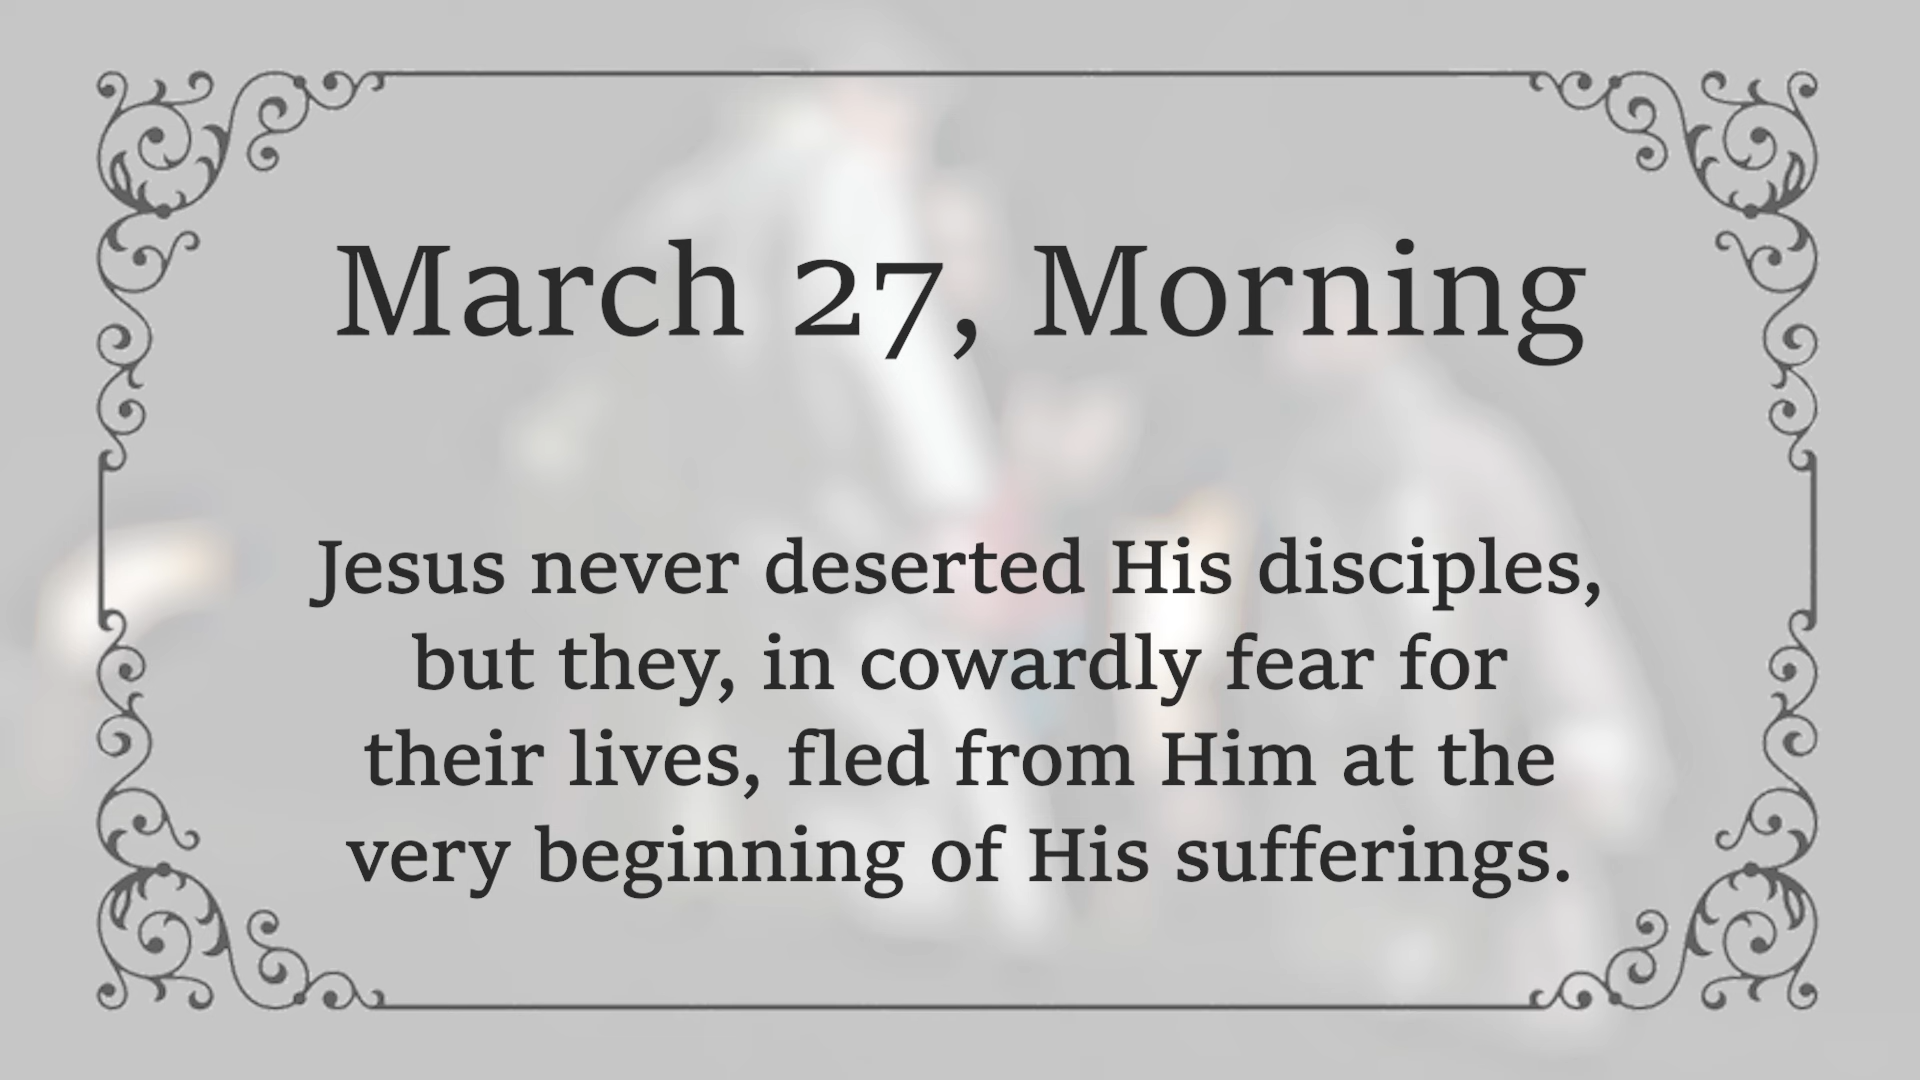 March 27, Morning
Jesus never deserted His disciples,
but they, in cowardly fear for
their lives, fled from Him at the
very beginning of His sufferings.